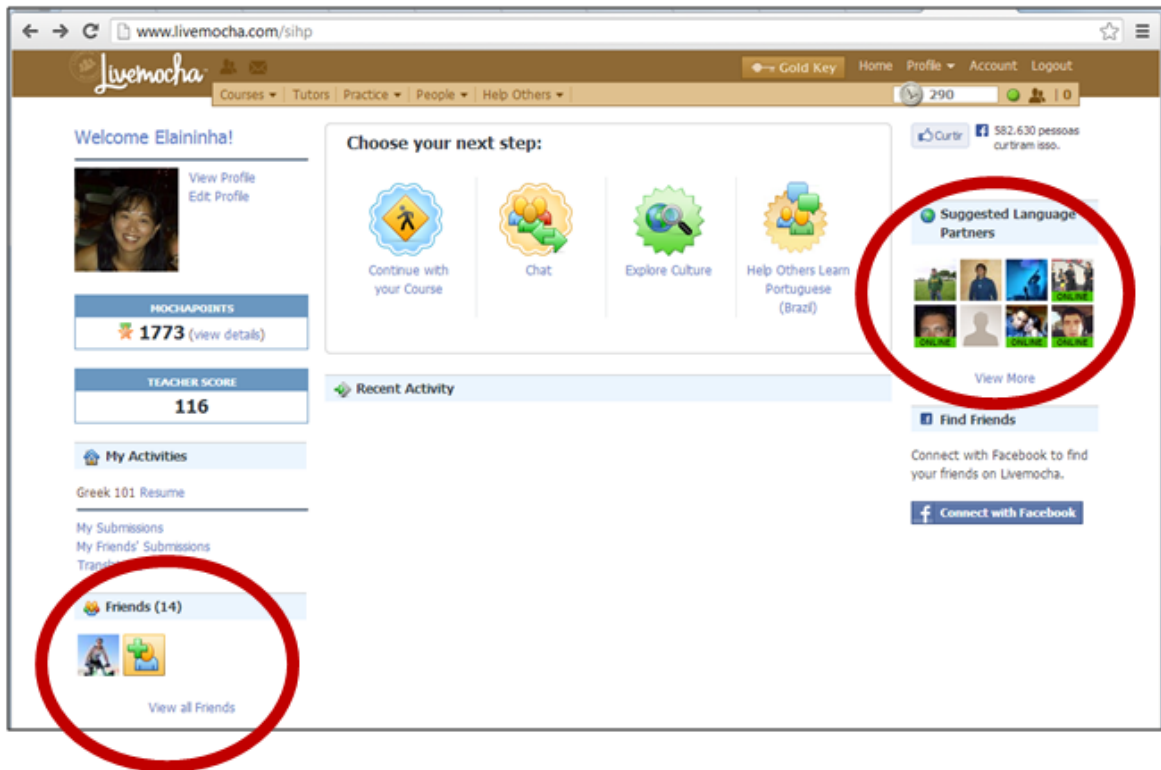 www.livemocha.com/sihp
Livemocha
Gold Key Home Profile Account Logout
Courses Tutors Practice People Help Others
290 | 0
Welcome Elaininha!
View Profile
Edit Profile
MOCHAPOINTS
1773 (view details)
TEACHER SCORE
116
My Activities
Greek 101 Resume
My Submissions
My Friends' Submissions
Friends (14)
View all Friends
Choose your next step:
Continue with
your Course
Chat
Explore Culture
Help Others Learn
Portuguese
(Brazil)
Recent Activity
Curtir
582.630 pessoas
curtiram isso.
Suggested Language
Partners
ONLINE
ONLINE ONLINE ONLINE
View More
Find Friends
Connect with Facebook to find
your friends on Livemocha.
f Connect with Facebook